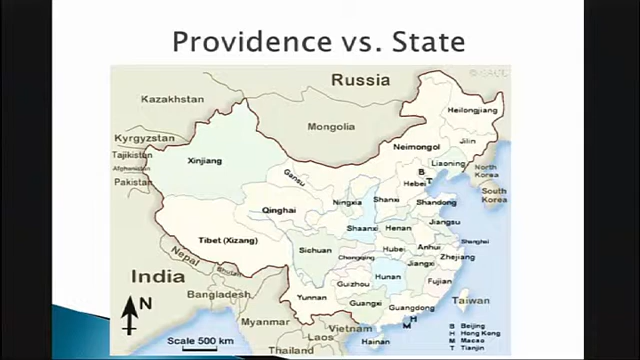 Providence vs. State
Russia
Kazakhstan
Mongolia
Heilongjiang
Jilin
Neimongol
Liaoning
Kyrgyzstan
Tajikistan
Afghanistan
Pakistan
Xinjiang
Gansu
B
T
Hebei
North
Korea
South
Korea
Ningxia
Shanxi
Shandong
Qinghai
Shaanxi
Henan
Jiangsu
Tibet (Xizang)
Sichuan
Chongqing
Hubei
Anhui
Shanghai
Zhejiang
Jiangxi
Hunan
Nepal
Bhutan
India
Guizhou
Fujian
Bangladesh
Yunnan
Guangxi
Guangdong
Taiwan
N
Myanmar
Vietnam
H
M
Laos
Hainan
Thailand
Scale 500 km
B Beijing
H Hong Kong
M Macao
T Tianjin